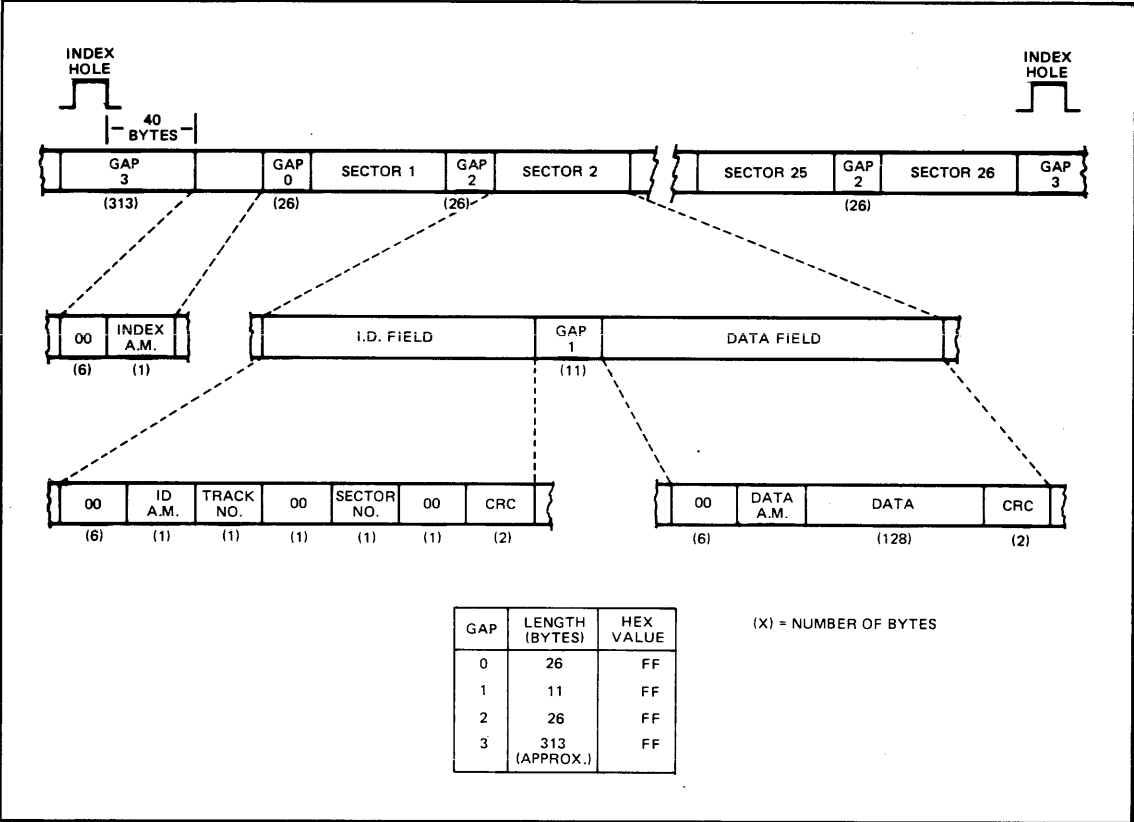 INDEX
HOLE
INDEX
HOLE
40
BYTES
GAP
3
GAP
0
SECTOR 1
GAP
2
SECTOR 2
SECTOR 25
GAP
2
SECTOR 26
GAP
3
(313)
(26)
(26)
(26)
00
INDEX
A.M.
I.D. FIELD
GAP
1
DATA FIELD
(6)
(1)
(11)
00
ID
A.M.
TRACK
NO.
00
SECTOR
NO.
00
CRC
00
DATA
A.M.
DATA
CRC
(6)
(1)
(1)
(1)
(1)
(1)
(2)
(6)
(128)
(2)
GAP
LENGTH
(BYTES)
HEX
VALUE
(X) = NUMBER OF BYTES
0 26 FF
1 11 FF
2 26 FF
3 313 FF
(APPROX.)